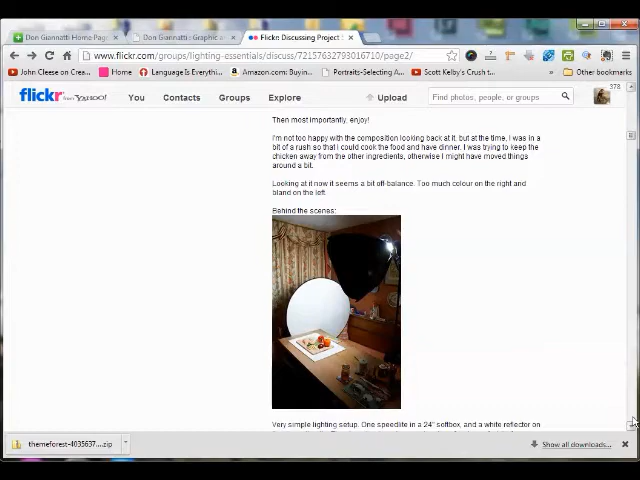 Don Giannatti Home Page
Don Giannatti : Graphic a
Flickr: Discussing Project
www.flickr.com/groups/lighting-essentials/discuss/72157632793016710/page2/
John Cleese on Crea...
Home
Language Is Everythi...
Amazon.com: Buyin...
Portraits-Selecting A...
Scott Kelby's Crush t...
Other bookmarks
flickr from YAHOO!
You
Contacts
Groups
Explore
Upload
Find photos, people, or groups
378
Then most importantly, enjoy!
I'm not too happy with the composition looking back at it, but at the time, I was in a
bit of a rush so that I could cook the food and have dinner. I was trying to keep the
chicken away from the other ingredients, otherwise I might have moved things
around a bit.
Looking at it now it seems a bit off-balance. Too much colour on the right and
bland on the left.
Behind the scenes:
Very simple lighting setup. One speedlite in a 24" softbox, and a white reflector on
themeforest-4035637....zip
Show all downloads...